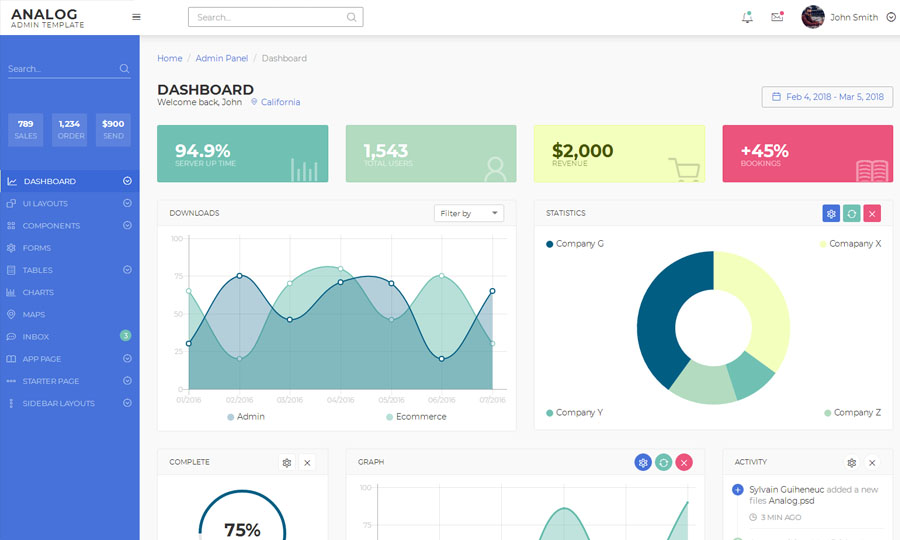 ANALOG
ADMIN TEMPLATE
Search...
John Smith
Search...
789
SALES
1,234
ORDER
$900
SEND
DASHBOARD
UI LAYOUTS
COMPONENTS
FORMS
TABLES
CHARTS
MAPS
INBOX 3
APP PAGE
STARTER PAGE
SIDEBAR LAYOUTS
Home / Admin Panel / Dashboard
DASHBOARD
Welcome back, John California
Feb 4, 2018 - Mar 5, 2018
94.9%
SERVER UP TIME
1,543
TOTAL USERS
$2,000
REVENUE
+45%
BOOKINGS
DOWNLOADS
Filter by
100
75
50
25
0
01/2016 02/2016 03/2016 04/2016 05/2016 06/2016 07/2016
Admin Ecommerce
STATISTICS
Company G Comapany X
Company Y Company Z
COMPLETE
75%
GRAPH
100
75
ACTIVITY
Sylvain Guiheneuc added a new
files Analog.psd
3 MIN AGO